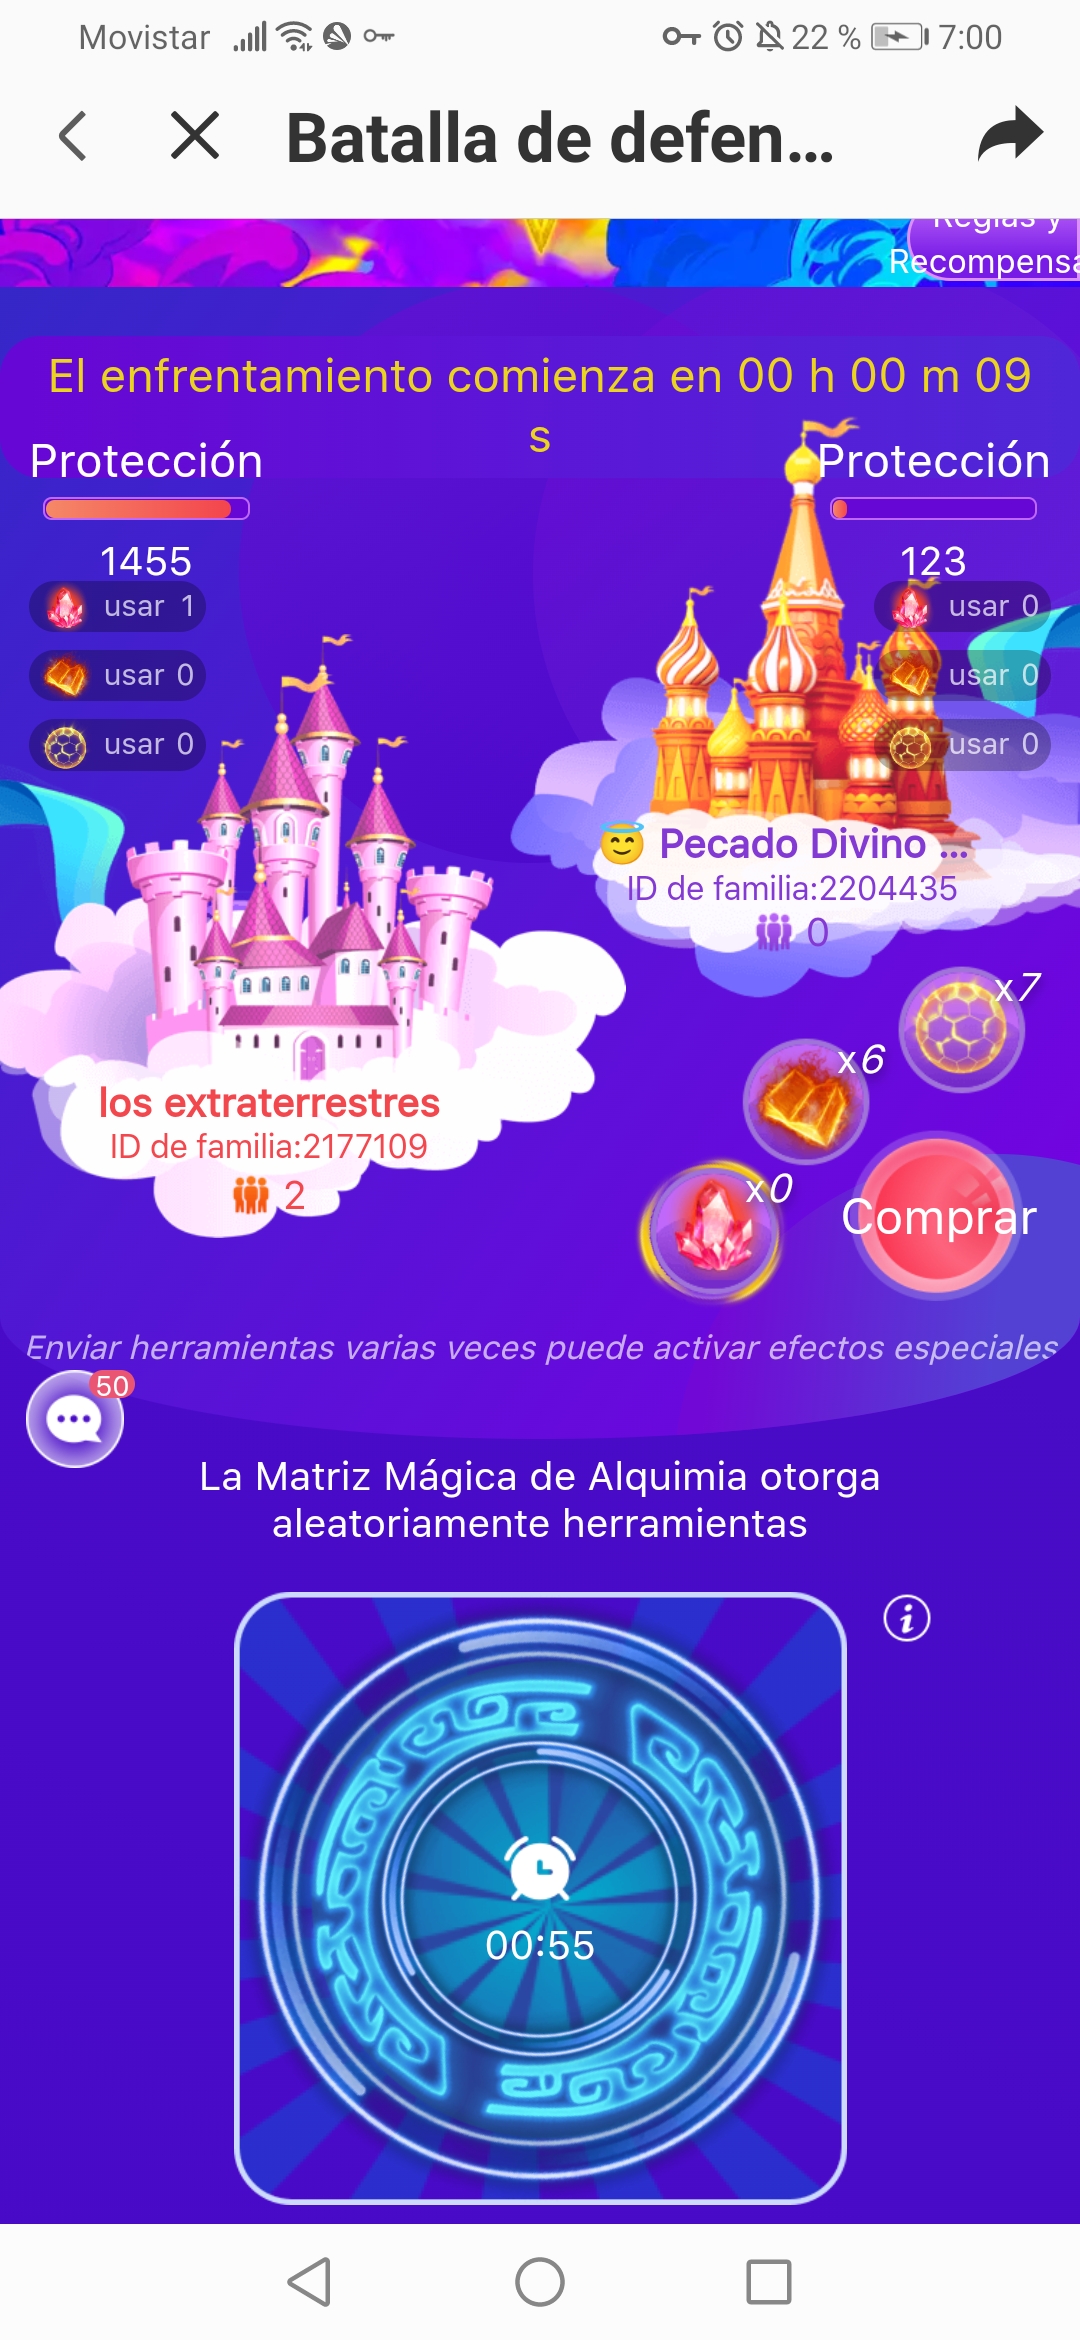 Movistar 22 % 7:00
Batalla de defen...
Reglas y
Recompensa
El enfrentamiento comienza en 00 h 00 m 09
s
Protección
Protección
1455
123
usar 1
usar 0
usar 0
usar 0
usar 0
usar 0
😇 Pecado Divino ...
ID de familia:2204435
0
x7
x6
los extraterrestres
ID de familia:2177109
2
x0
Comprar
Enviar herramientas varias veces puede activar efectos especiales
50
La Matriz Mágica de Alquimia otorga
aleatoriamente herramientas
00:55